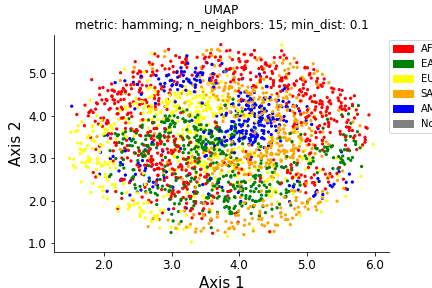 UMAP
metric: hamming; n_neighbors: 15; min_dist: 0.1
AF
EA
EU
SA
AM
No
5.0
4.0
3.0
2.0
1.0
Axis 2
2.0 3.0 4.0 5.0 6.0
Axis 1